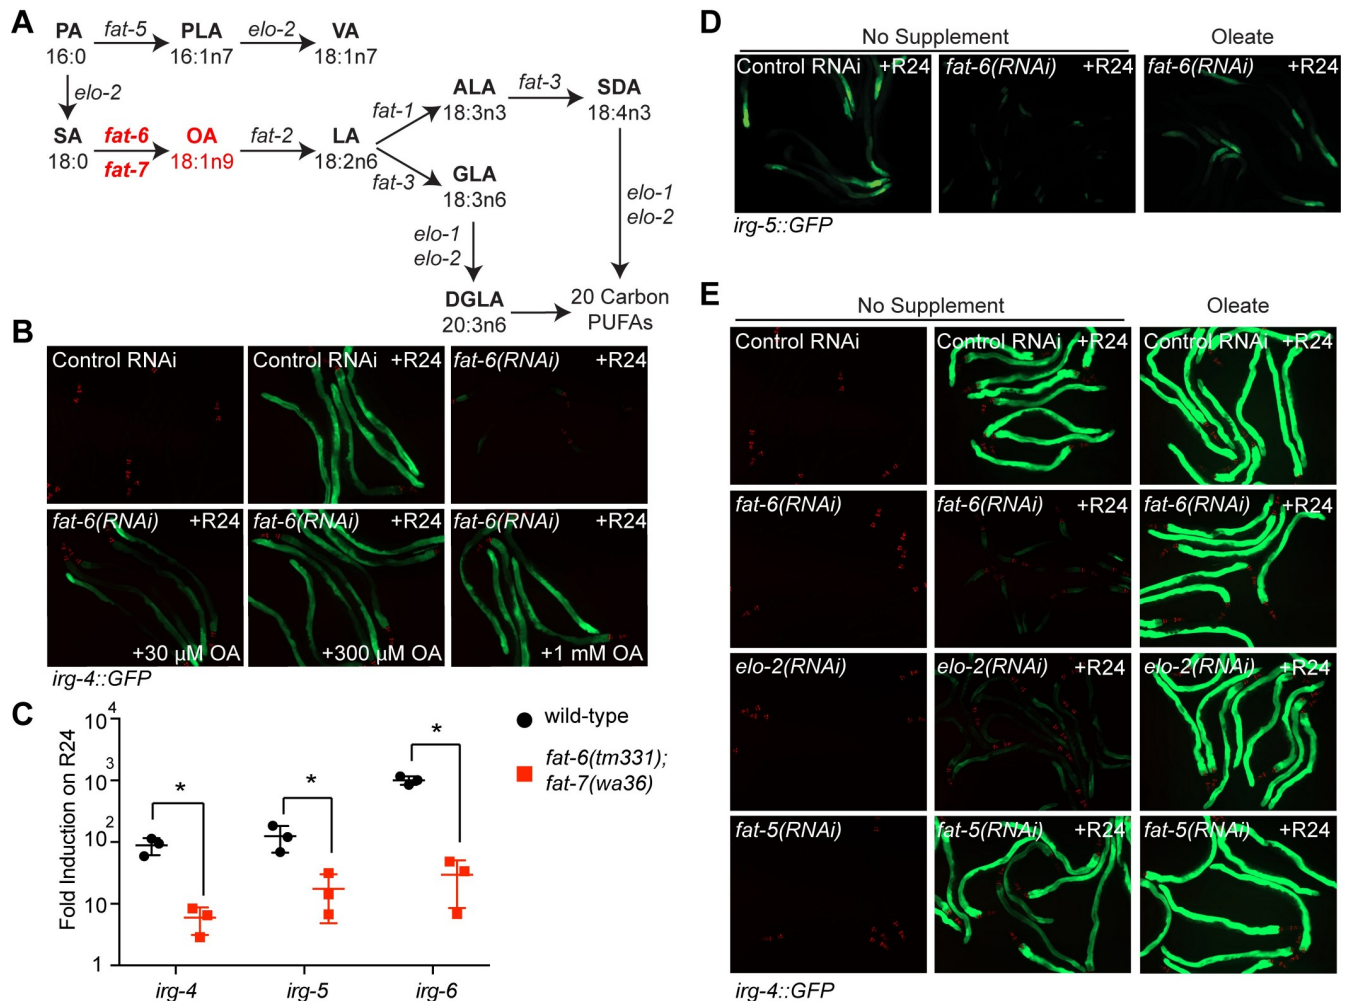 A
PA fat-5 PLA elo-2 VA
16:0 16:1n7 18:1n7
elo-2
SA fat-6 OA fat-2 LA
18:0 fat-7 18:1n9 18:2n6
fat-1 ALA fat-3 SDA
18:3n3 18:4n3
fat-3 GLA
18:3n6
elo-1
elo-2
elo-1
elo-2
DGLA
20:3n6
20 Carbon
PUFAs
B
Control RNAi
Control RNAi +R24
fat-6(RNAi) +R24
fat-6(RNAi) +R24
+30 µM OA
fat-6(RNAi) +R24
+300 µM OA
fat-6(RNAi) +R24
+1 mM OA
irg-4::GFP
C
Fold Induction on R24
10⁴
10³
10²
10
1
* * *
irg-4 irg-5 irg-6
wild-type
fat-6(tm331);
fat-7(wa36)
D
No Supplement Oleate
Control RNAi +R24
fat-6(RNAi) +R24
fat-6(RNAi) +R24
irg-5::GFP
E
No Supplement Oleate
Control RNAi
Control RNAi +R24
Control RNAi +R24
fat-6(RNAi)
fat-6(RNAi) +R24
fat-6(RNAi) +R24
elo-2(RNAi)
elo-2(RNAi) +R24
elo-2(RNAi) +R24
fat-5(RNAi)
fat-5(RNAi) +R24
fat-5(RNAi) +R24
irg-4::GFP